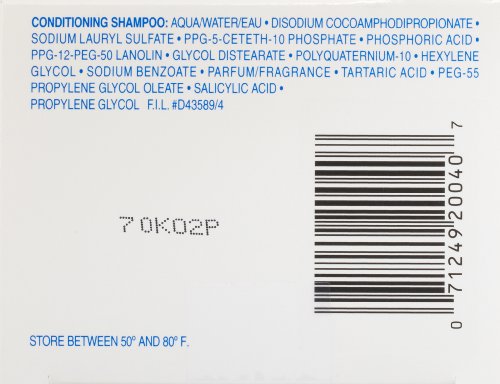 CONDITIONING SHAMPOO: AQUA/WATER/EAU • DISODIUM COCOAMPHODIPROPIONATE •
SODIUM LAURYL SULFATE • PPG-5-CETETH-10 PHOSPHATE • PHOSPHORIC ACID •
PPG-12-PEG-50 LANOLIN • GLYCOL DISTEARATE • POLYQUATERNIUM-10 • HEXYLENE
GLYCOL • SODIUM BENZOATE • PARFUM/FRAGRANCE • TARTARIC ACID • PEG-55
PROPYLENE GLYCOL OLEATE • SALICYLIC ACID •
PROPYLENE GLYCOL F.I.L. #D43589/4
70K02P
0 71249 20040 7
STORE BETWEEN 50° AND 80° F.